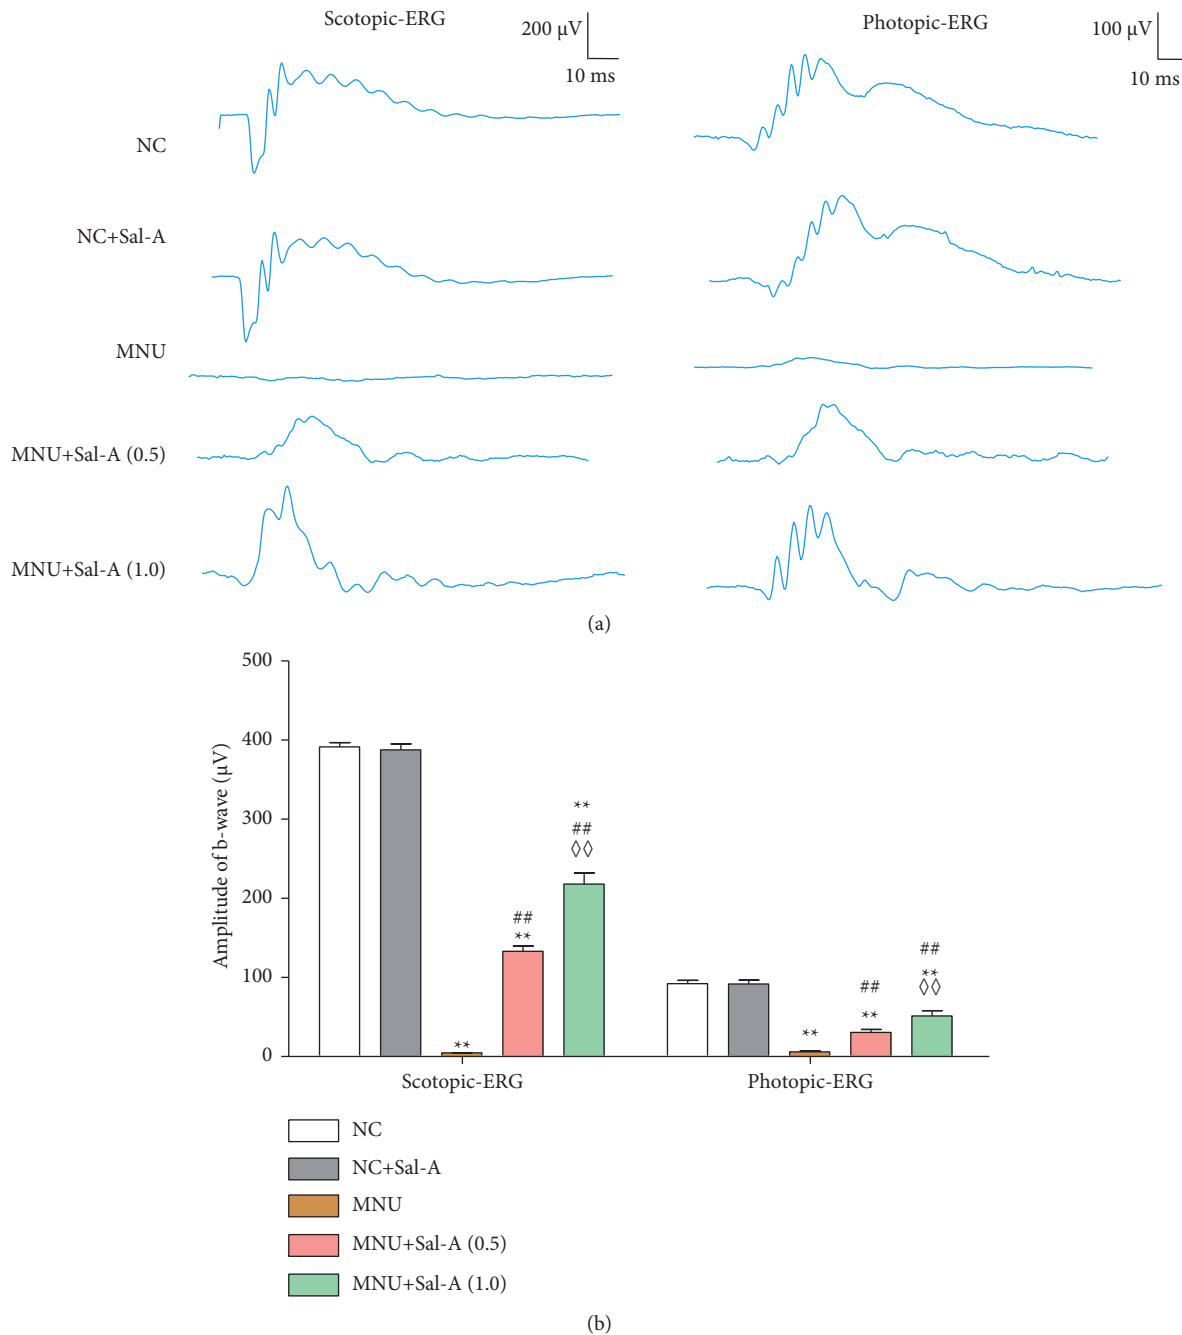 Scotopic-ERG
200 μV
10 ms
Photopic-ERG
100 μV
10 ms
NC
NC+Sal-A
MNU
MNU+Sal-A (0.5)
MNU+Sal-A (1.0)
(a)
Amplitude of b-wave (μV)
500
400
300
200
100
0
**
##
**
**
##
◊◊
**
##
**
##
**
◊◊
Scotopic-ERG
Photopic-ERG
NC
NC+Sal-A
MNU
MNU+Sal-A (0.5)
MNU+Sal-A (1.0)
(b)